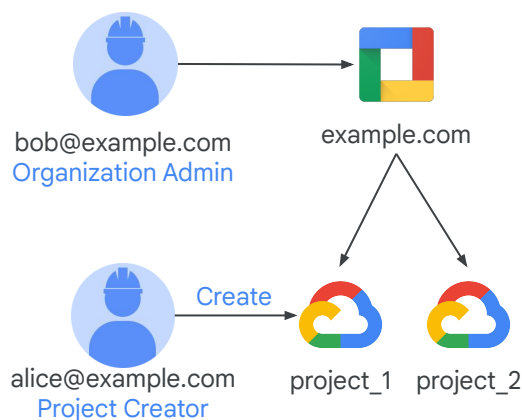 bob@example.com
Organization Admin
example.com
Create
alice@example.com
Project Creator
project_1
project_2